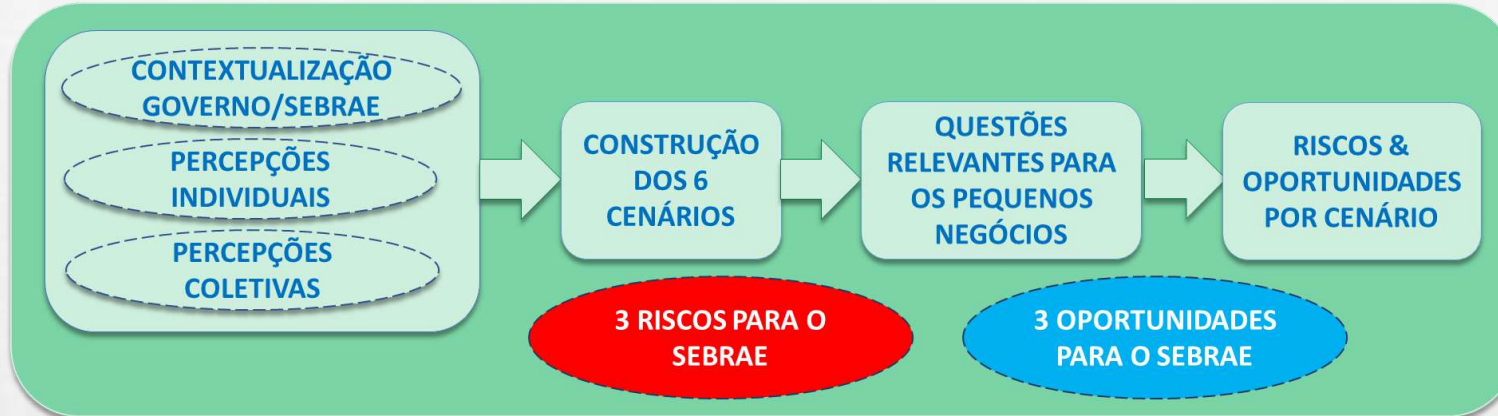 CONTEXTUALIZAÇÃO
GOVERNO/SEBRAE
PERCEPÇÕES
INDIVIDUAIS
PERCEPÇÕES
COLETIVAS
CONSTRUÇÃO
DOS 6
CENÁRIOS
QUESTÕES
RELEVANTES PARA
OS PEQUENOS
NEGÓCIOS
RISCOS &
OPORTUNIDADES
POR CENÁRIO
3 RISCOS PARA O
SEBRAE
3 OPORTUNIDADES
PARA O SEBRAE